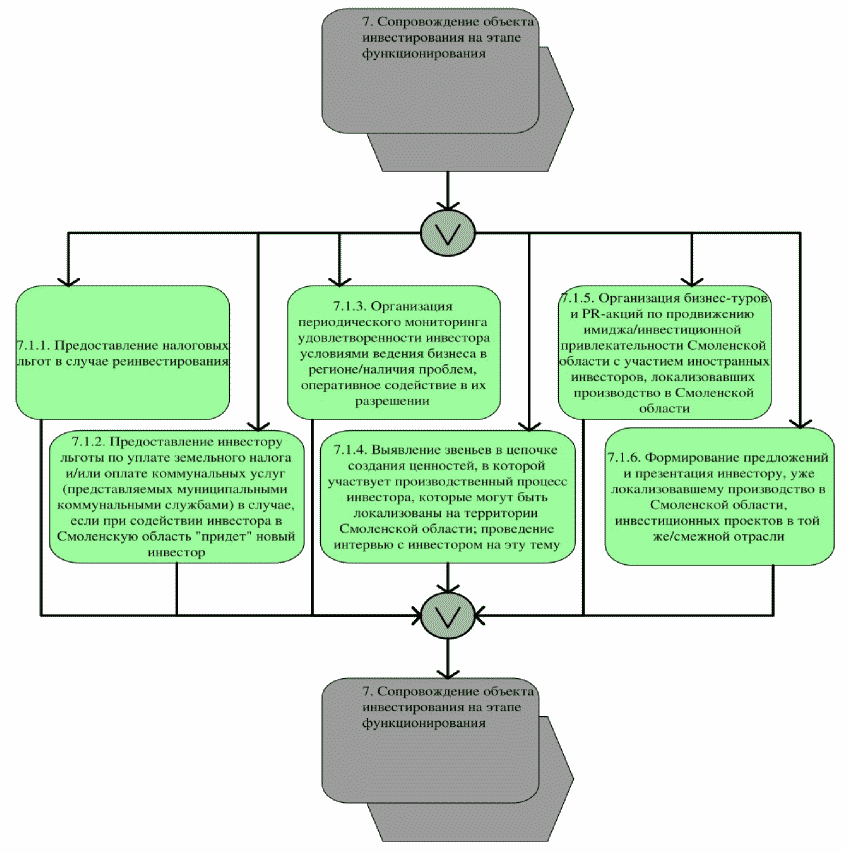 7. Сопровождение объекта
инвестирования на этапе
функционирования
7.1.1. Предоставление налоговых
льгот в случае реинвестирования
7.1.2. Предоставление инвестору
льготы по уплате земельного налога
и/или оплате коммунальных услуг
(представляемых муниципальными
коммунальными службами) в случае,
если при содействии инвестора в
Смоленскую область "придет" новый
инвестор
7.1.3. Организация
периодического мониторинга
удовлетворенности инвестора
условиями ведения бизнеса в
регионе/наличия проблем,
оперативное содействие в их
разрешении
7.1.4. Выявление звеньев в цепочке
создания ценностей, в которой
участвует производственный процесс
инвестора, которые могут быть
локализованы на территории
Смоленской области; проведение
интервью с инвестором на эту тему
7.1.5. Организация бизнес-туров
и PR-акций по продвижению
имиджа/инвестиционной
привлекательности Смоленской
области с участием иностранных
инвесторов, локализовавших
производство в Смоленской
области
7.1.6. Формирование предложений
и презентация инвестору, уже
локализовавшему производство в
Смоленской области,
инвестиционных проектов в той
же/смежной отрасли
7. Сопровождение объекта
инвестирования на этапе
функционирования